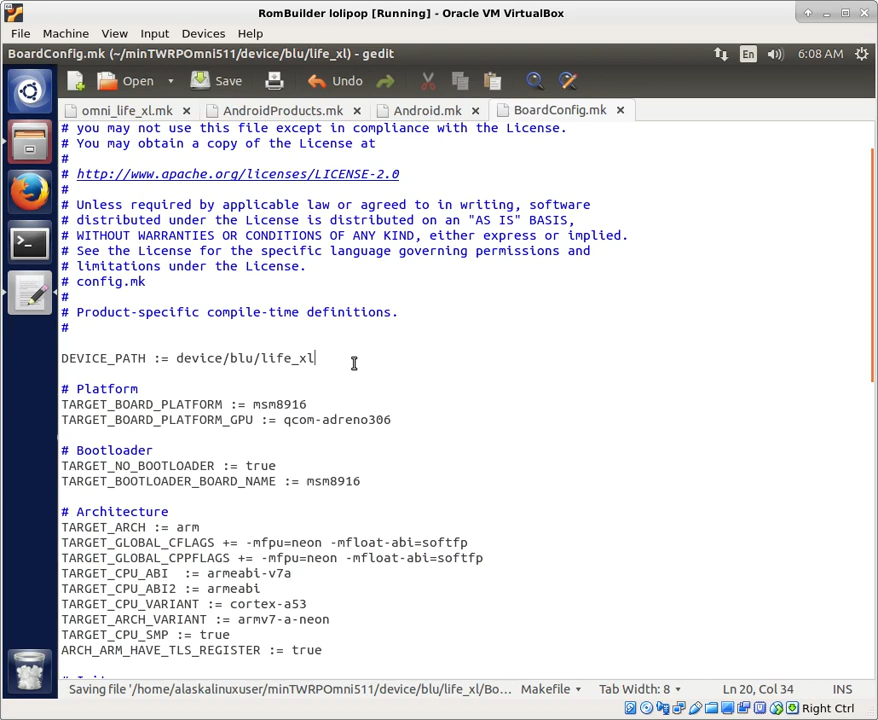 RomBuilder lolipop [Running] - Oracle VM VirtualBox
File Machine View Input Devices Help
BoardConfig.mk (~/minTWRPOmni511/device/blu/life_xl) - gedit
En 6:08 AM
Open Save Undo
omni_life_xl.mk AndroidProducts.mk Android.mk BoardConfig.mk
# you may not use this file except in compliance with the License.
# You may obtain a copy of the License at
#
# http://www.apache.org/licenses/LICENSE-2.0
#
# Unless required by applicable law or agreed to in writing, software
# distributed under the License is distributed on an "AS IS" BASIS,
# WITHOUT WARRANTIES OR CONDITIONS OF ANY KIND, either express or implied.
# See the License for the specific language governing permissions and
# limitations under the License.
# config.mk
#
# Product-specific compile-time definitions.
#
DEVICE_PATH := device/blu/life_xl
# Platform
TARGET_BOARD_PLATFORM := msm8916
TARGET_BOARD_PLATFORM_GPU := qcom-adreno306
# Bootloader
TARGET_NO_BOOTLOADER := true
TARGET_BOOTLOADER_BOARD_NAME := msm8916
# Architecture
TARGET_ARCH := arm
TARGET_GLOBAL_CFLAGS += -mfpu=neon -mfloat-abi=softfp
TARGET_GLOBAL_CPPFLAGS += -mfpu=neon -mfloat-abi=softfp
TARGET_CPU_ABI  := armeabi-v7a
TARGET_CPU_ABI2 := armeabi
TARGET_CPU_VARIANT := cortex-a53
TARGET_ARCH_VARIANT := armv7-a-neon
TARGET_CPU_SMP := true
ARCH_ARM_HAVE_TLS_REGISTER := true
Saving file '/home/alaskalinuxuser/minTWRPOmni511/device/blu/life_xl/Bo... Makefile Tab Width: 8 Ln 20, Col 34 INS
Right Ctrl